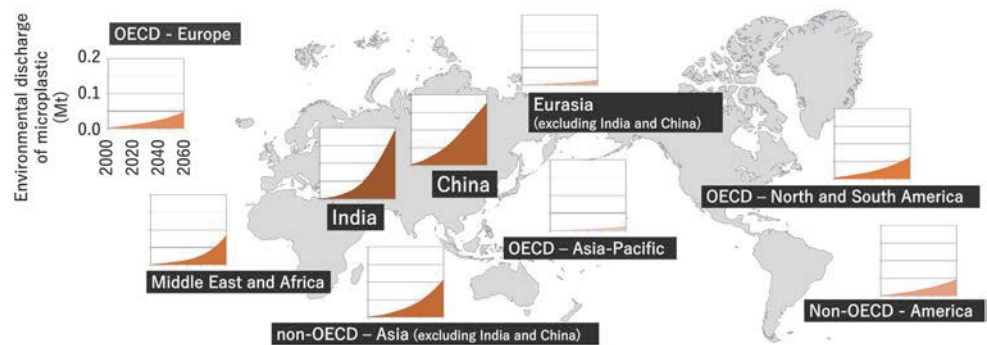 OECD - Europe
Environmental discharge
of microplastic
(Mt)
0.2
0.1
0.0
2000
2020
2040
2060
Eurasia
(excluding India and China)
China
India
OECD – North and South America
OECD – Asia-Pacific
Middle East and Africa
non-OECD – Asia (excluding India and China)
Non-OECD - America